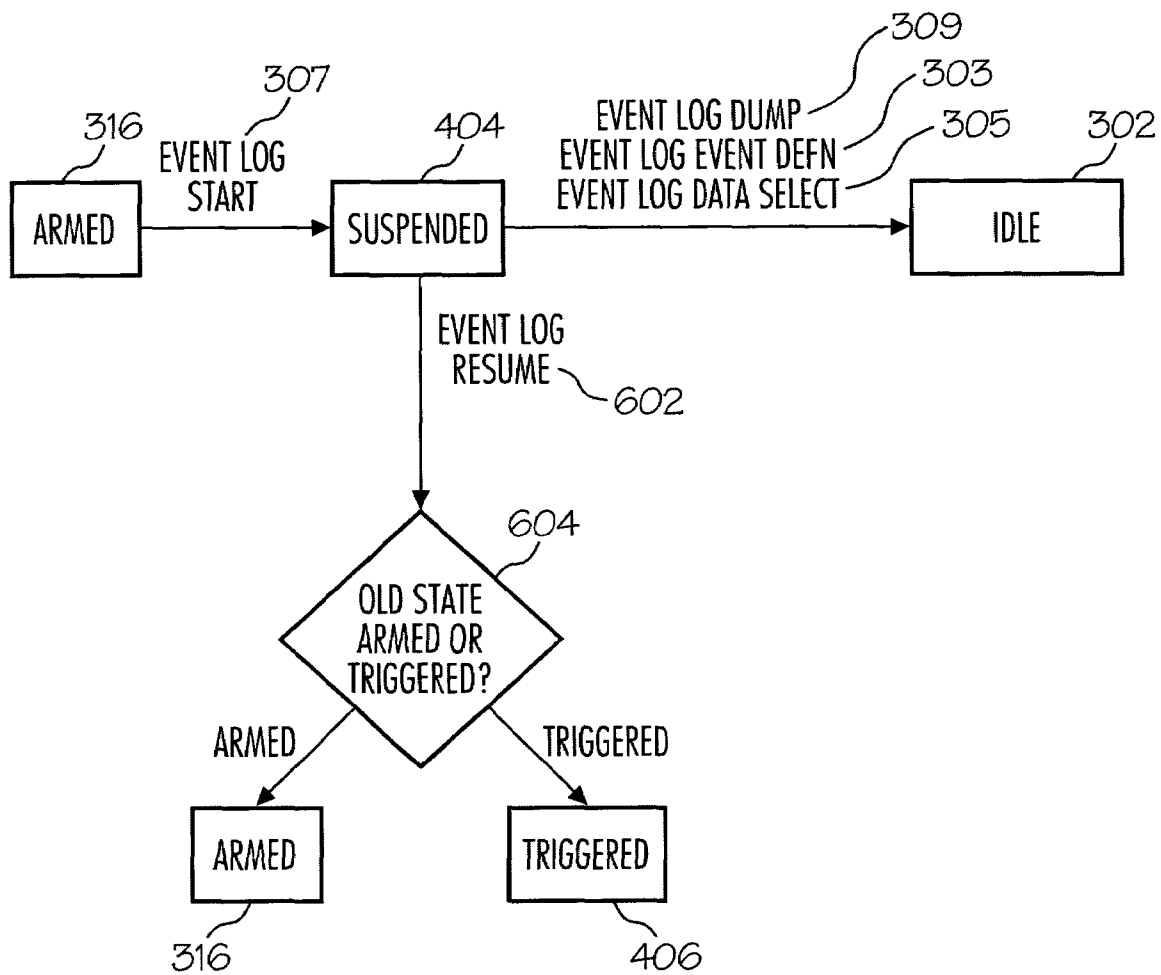 309
307
303
316
EVENT LOG
START
404
EVENT LOG DUMP
EVENT LOG EVENT DEFN
EVENT LOG DATA SELECT
305
302
ARMED
SUSPENDED
IDLE
EVENT LOG
RESUME
602
604
OLD STATE
ARMED OR
TRIGGERED?
ARMED
TRIGGERED
ARMED
TRIGGERED
316
406